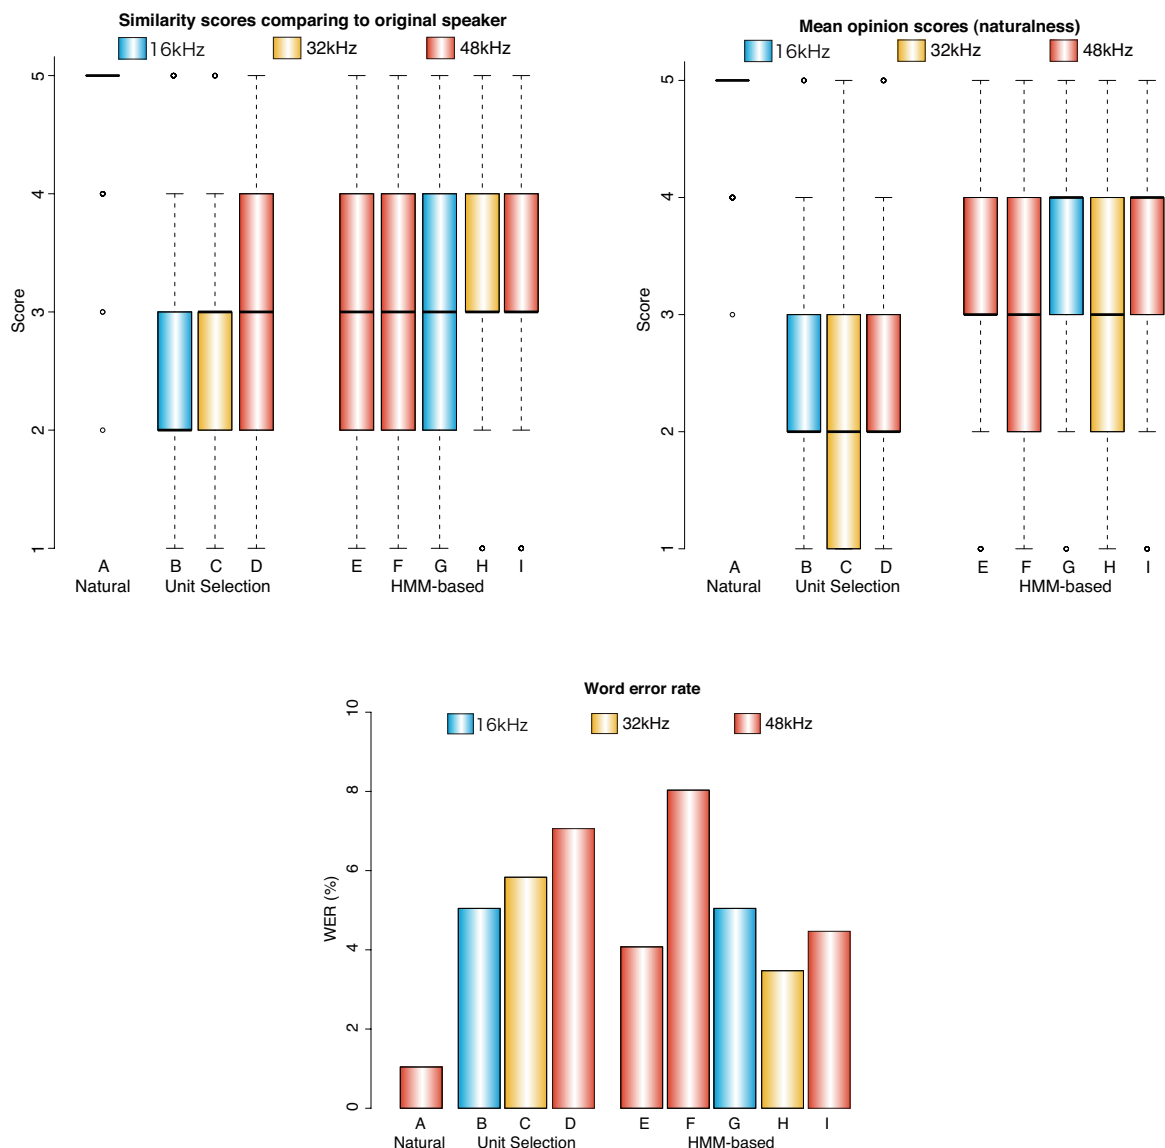 Similarity scores comparing to original speaker
16kHz 32kHz 48kHz
Score
5
4
3
2
1
A B C D E F G H I
Natural Unit Selection HMM-based
Mean opinion scores (naturalness)
16kHz 32kHz 48kHz
Score
5
4
3
2
1
A B C D E F G H I
Natural Unit Selection HMM-based
Word error rate
16kHz 32kHz 48kHz
WER (%)
10
8
6
4
2
0
A B C D E F G H I
Natural Unit Selection HMM-based